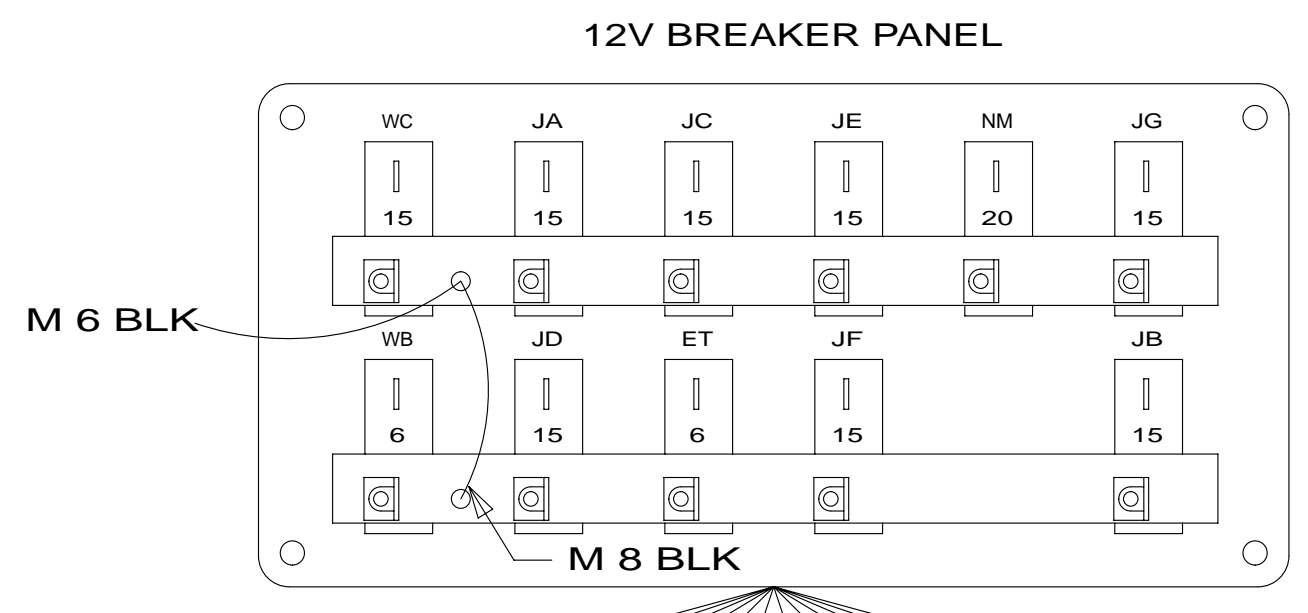 12V BREAKER PANEL
WC JA JC JE NM JG
15 15 15 15 20 15
M 6 BLK
WB JD ET JF JB
6 15 6 15 15
M 8 BLK